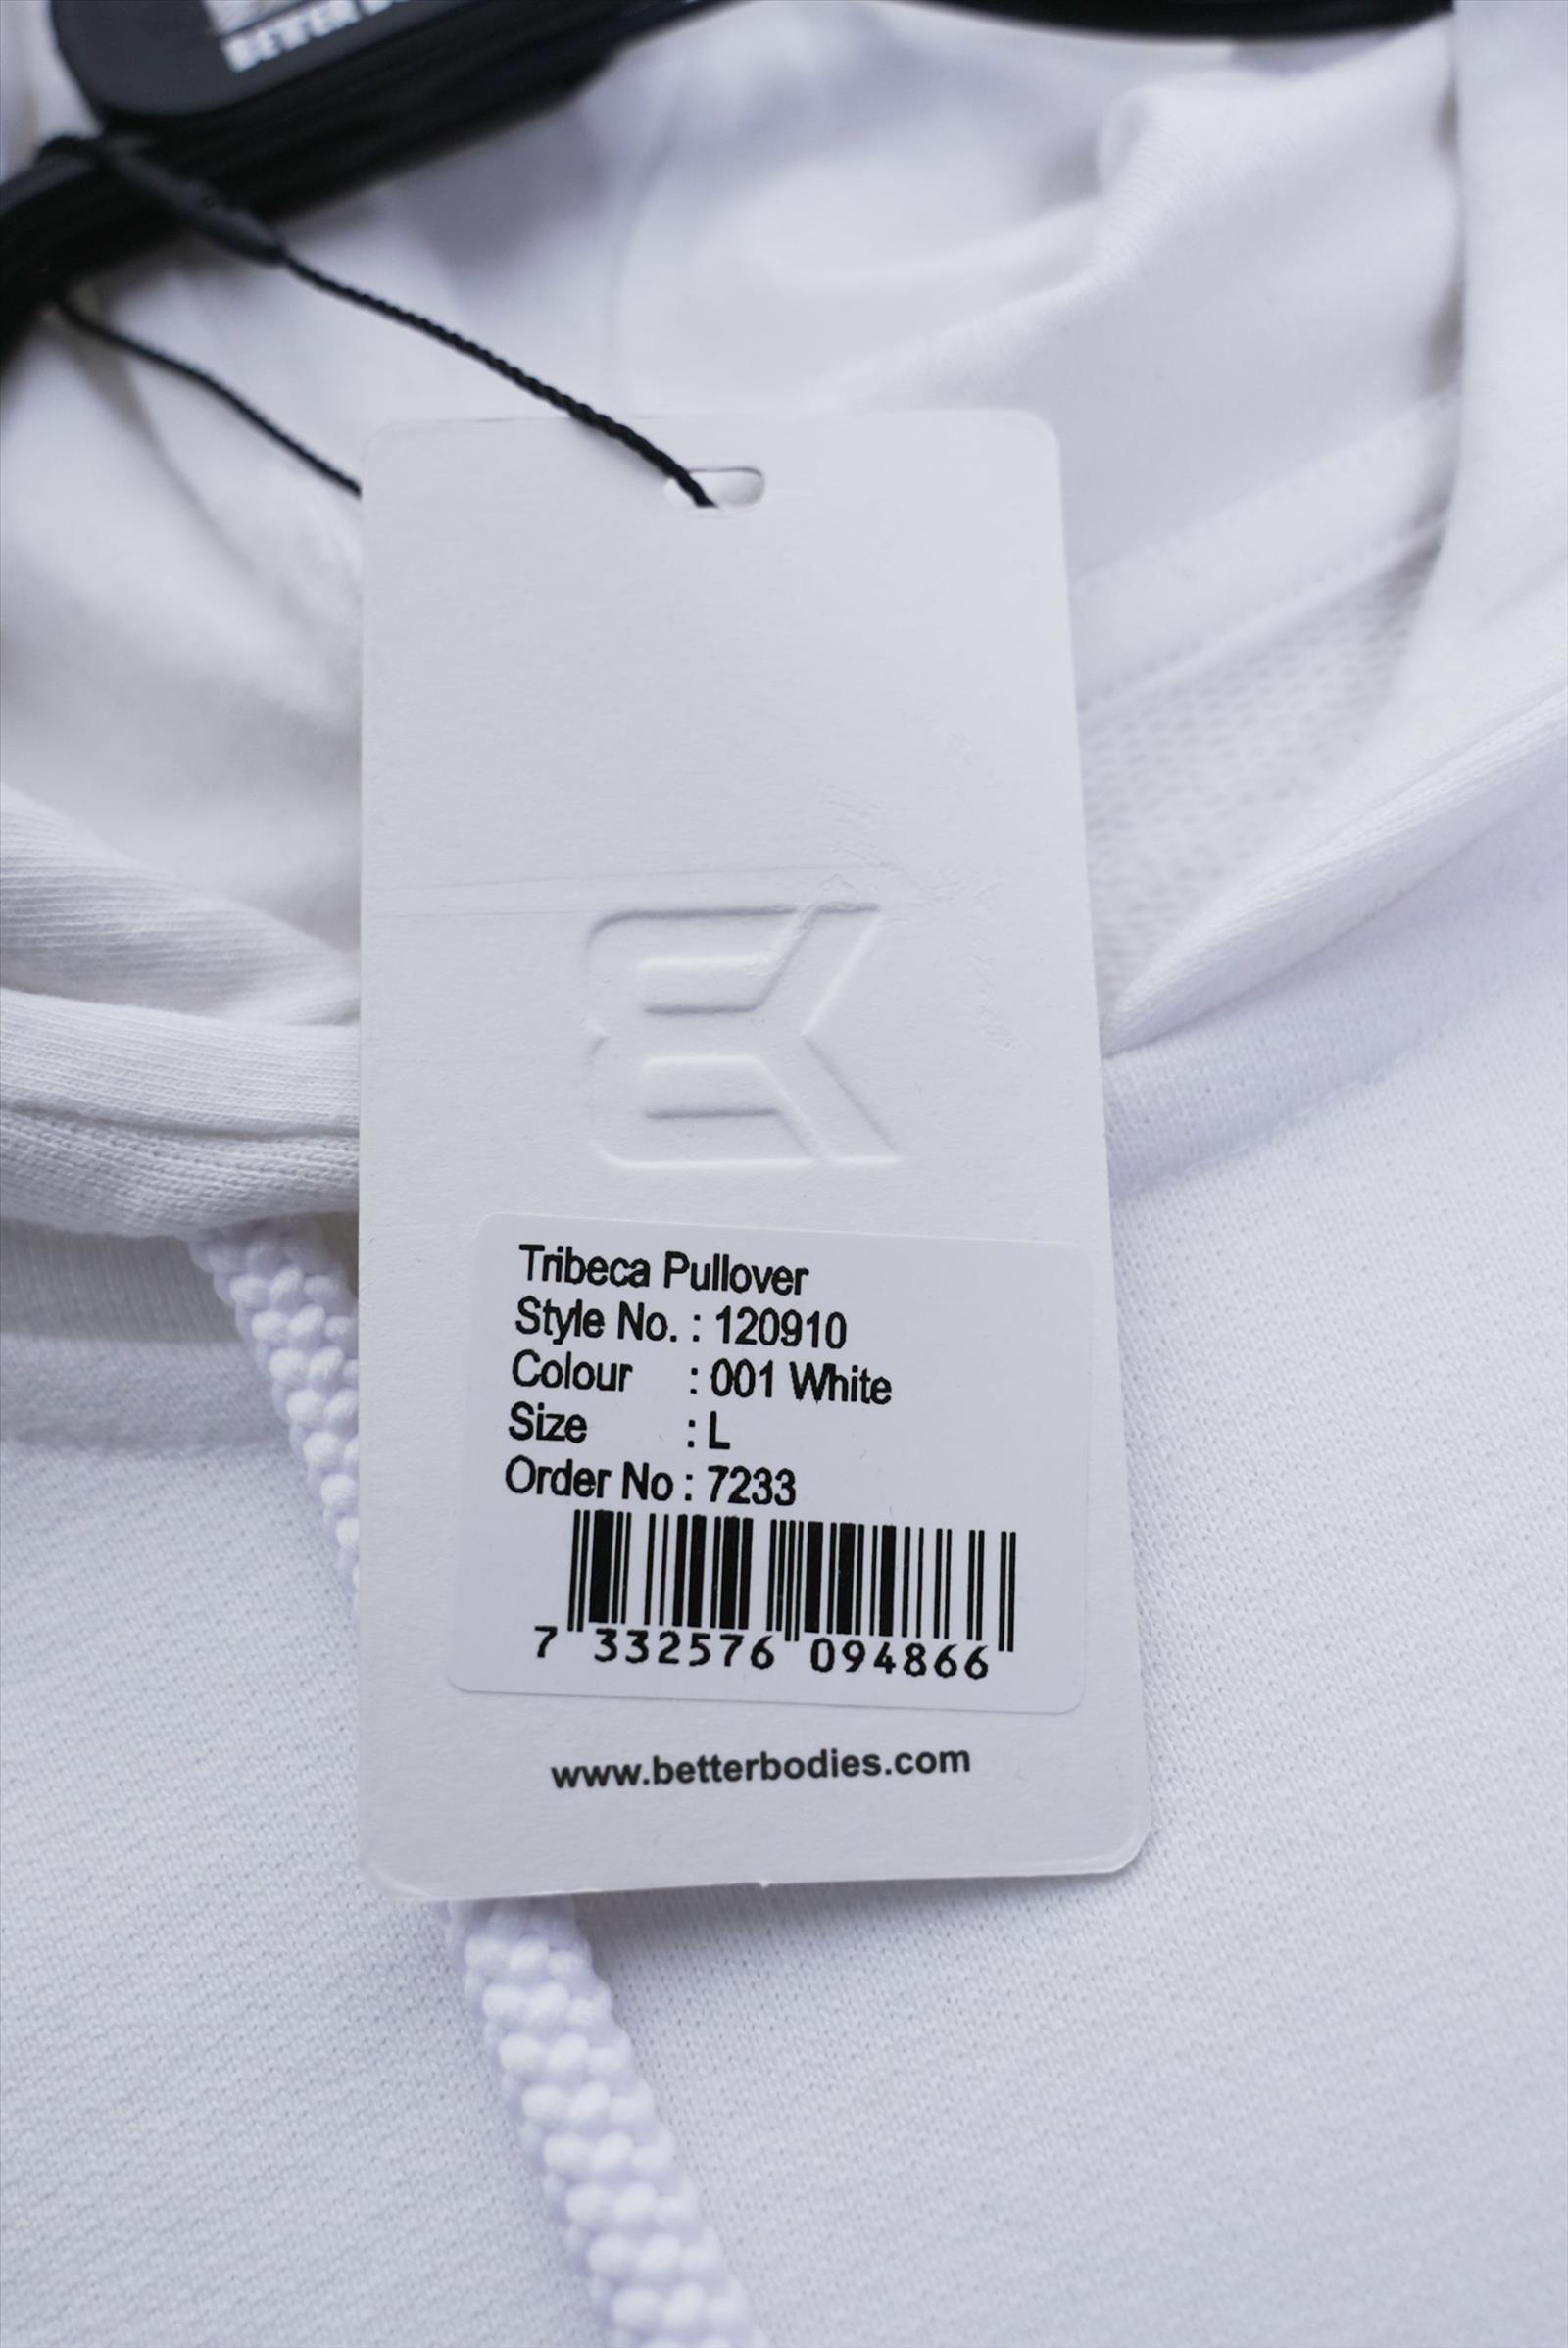 Tribeca Pullover
Style No. : 120910
Colour : 001 White
Size : L
Order No : 7233
7 332576 094866
www.betterbodies.com